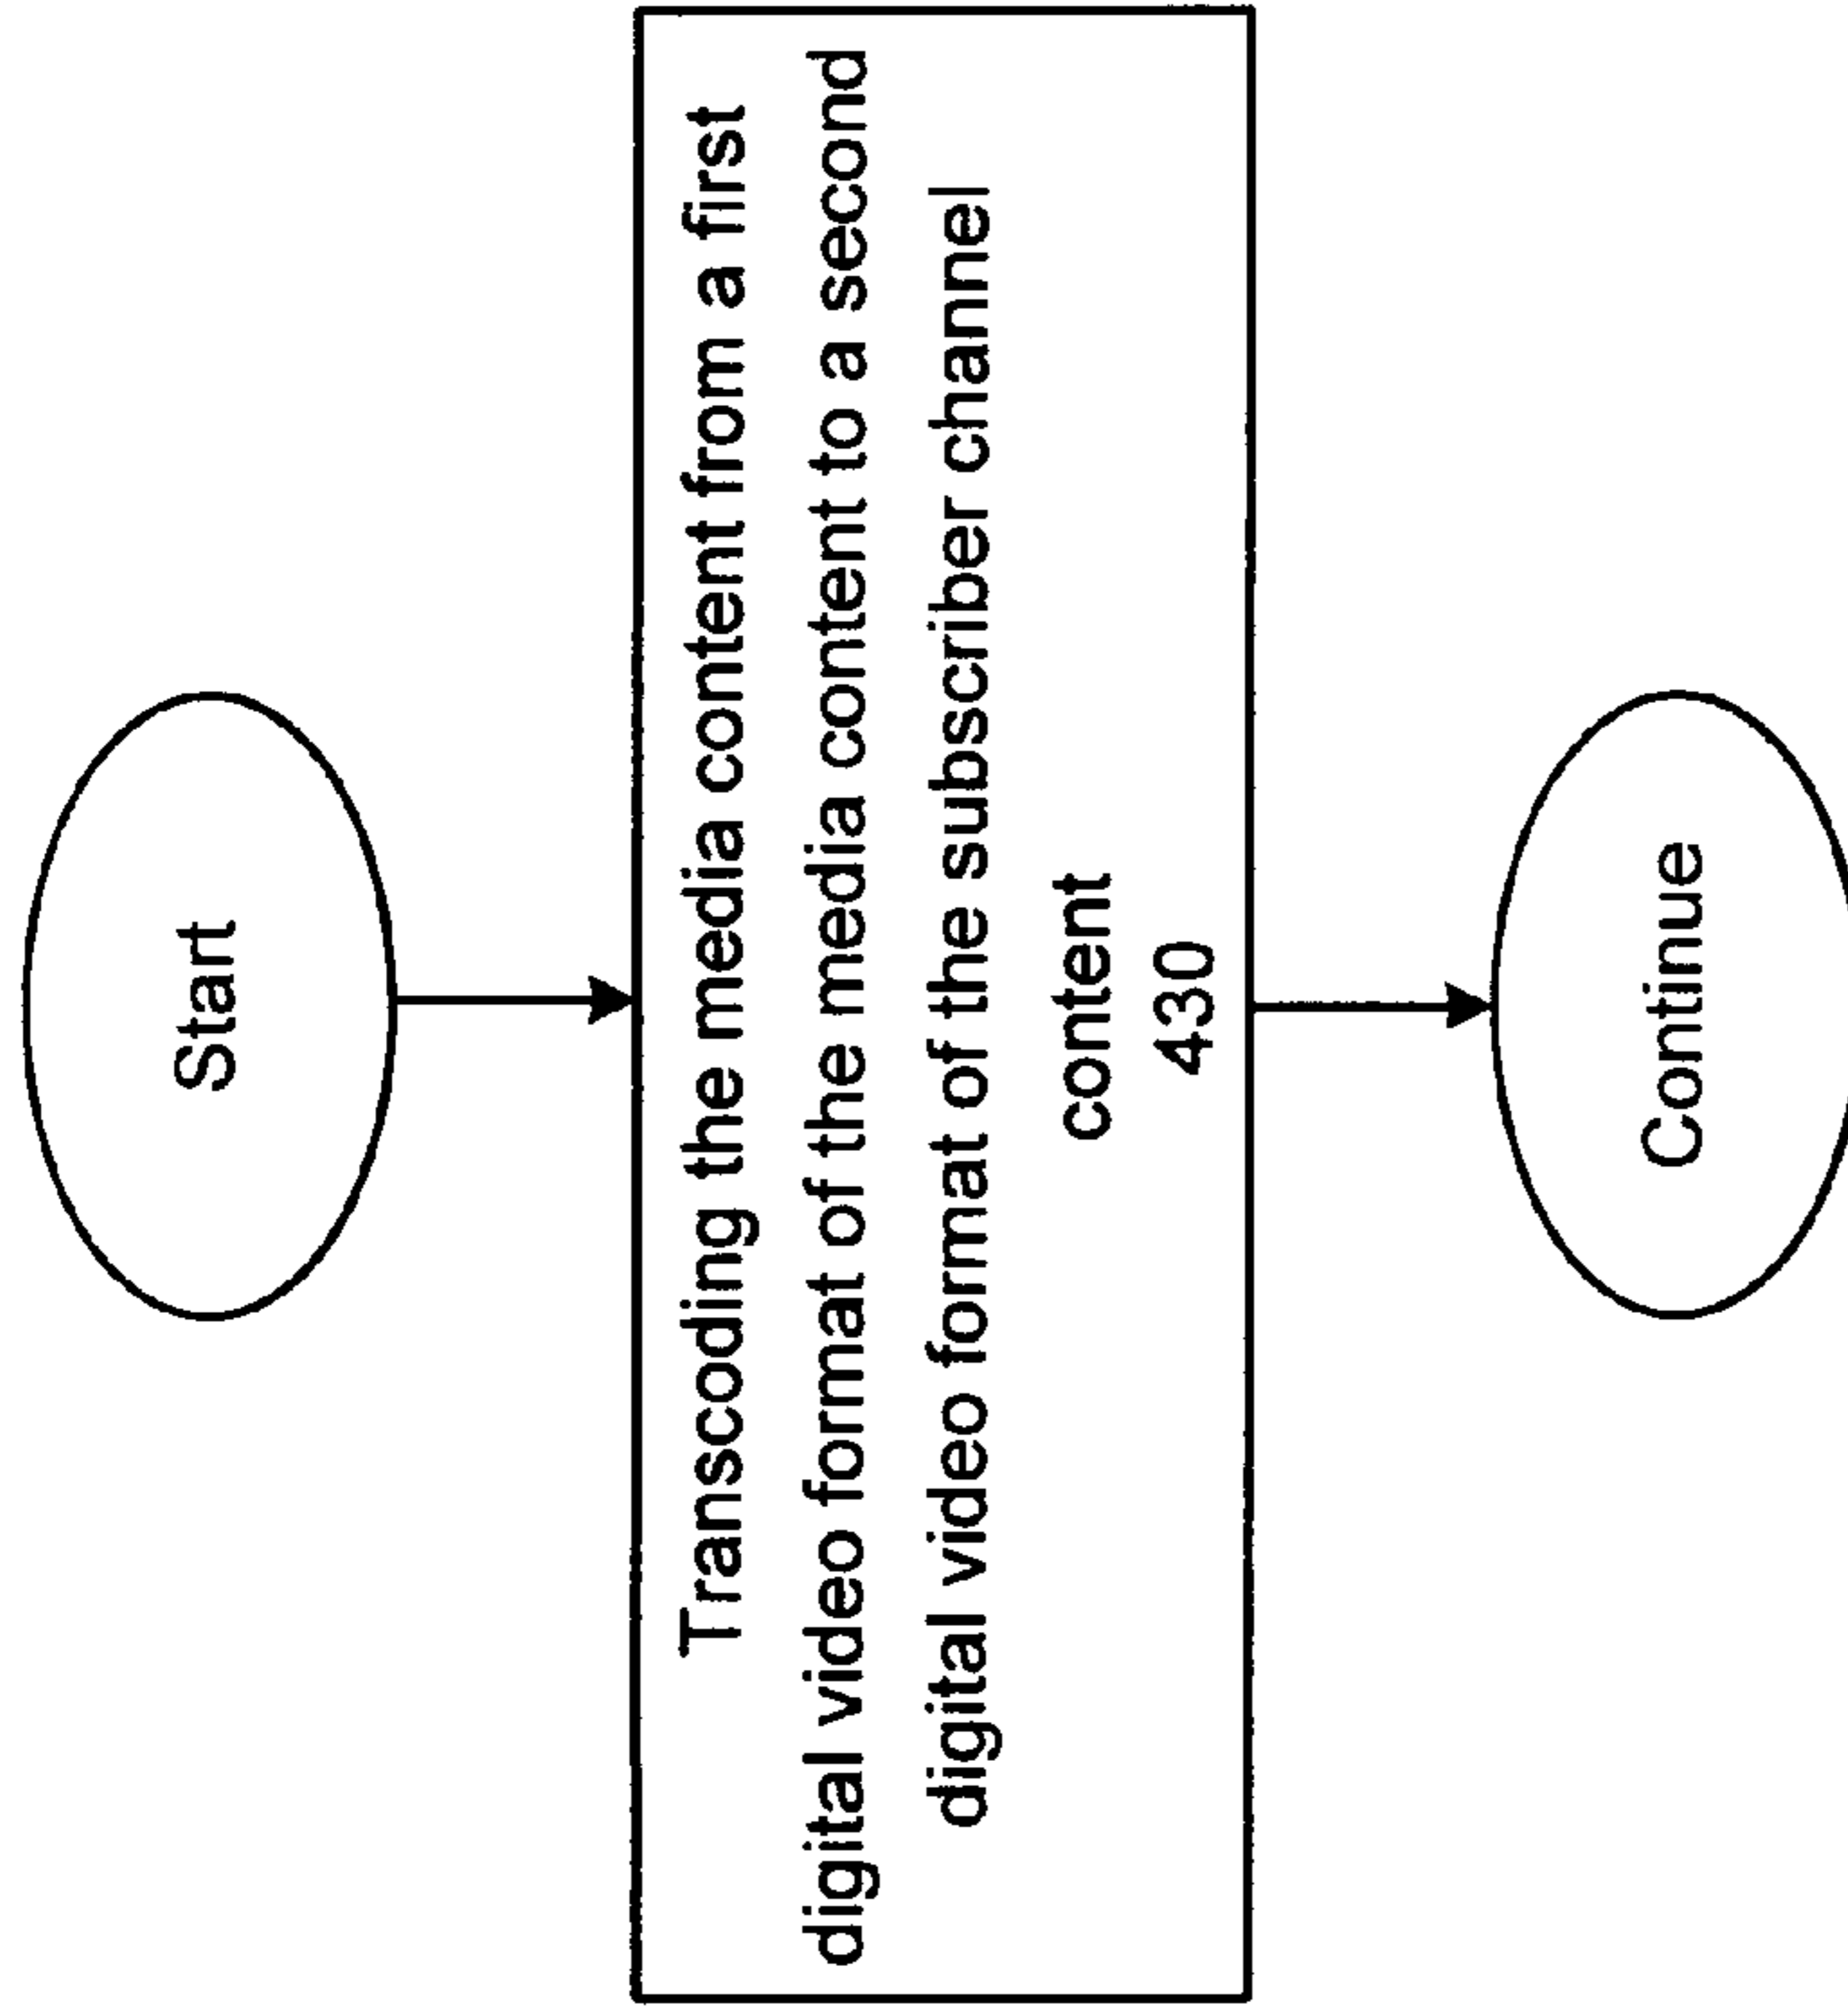 Start
Transcoding the media content from a first
digital video format of the media content to a second
digital video format of the subscriber channel
content
430
Continue